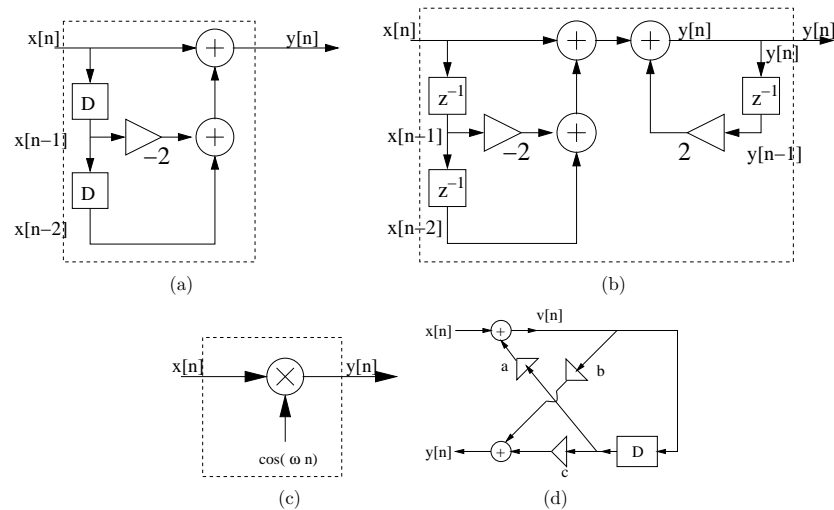 x[n]
y[n]
D
x[n−1]
−2
D
x[n−2]
(a)
x[n]
y[n]
y[n]
y[n]
z⁻¹
z⁻¹
x[n−1]
−2
2
y[n−1]
z⁻¹
x[n−2]
(b)
x[n]
y[n]
cos( ω n)
(c)
v[n]
x[n]
a
b
y[n]
c
D
(d)